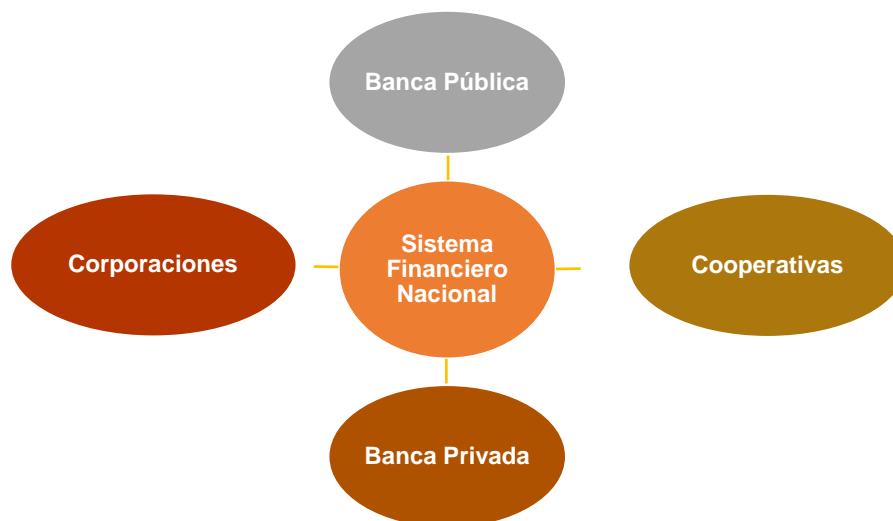 Banca Pública
Corporaciones
Sistema
Financiero
Nacional
Cooperativas
Banca Privada